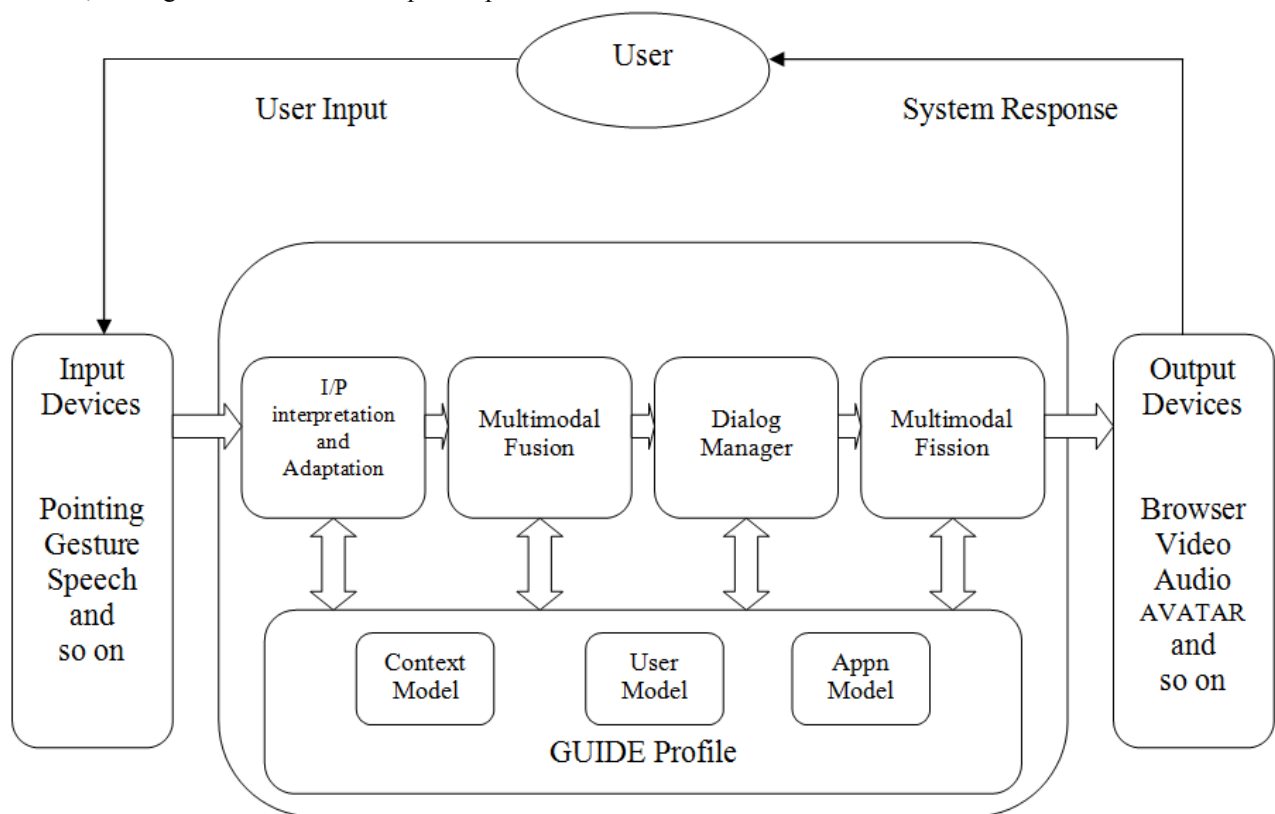 User
User Input
System Response
Input
Devices
Pointing
Gesture
Speech
and
so on
I/P
interpretation
and
Adaptation
Multimodal
Fusion
Dialog
Manager
Multimodal
Fission
Output
Devices
Browser
Video
Audio
AVATAR
and
so on
Context
Model
User
Model
Appn
Model
GUIDE Profile